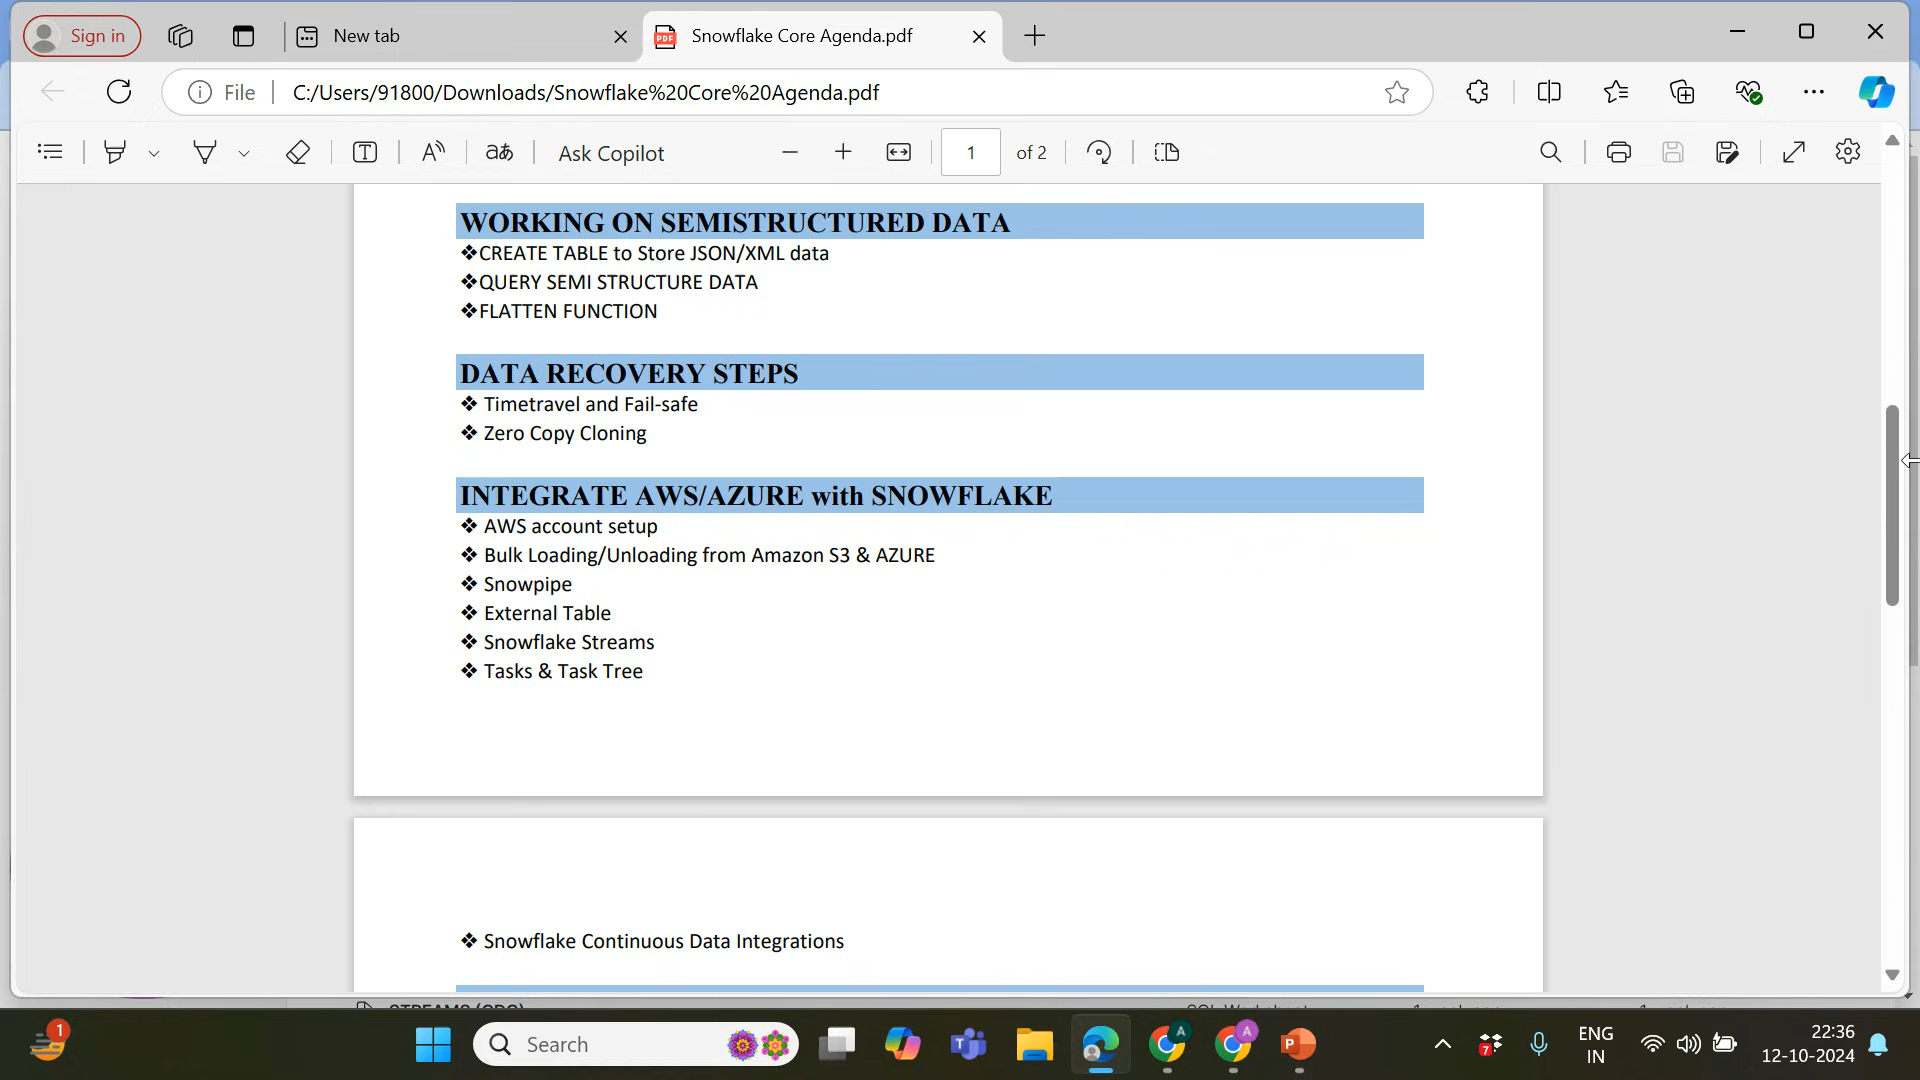 Sign in
New tab
Snowflake Core Agenda.pdf
File
C:/Users/91800/Downloads/Snowflake%20Core%20Agenda.pdf
aあ
Ask Copilot
1
of 2
WORKING ON SEMISTRUCTURED DATA
❖CREATE TABLE to Store JSON/XML data
❖QUERY SEMI STRUCTURE DATA
❖FLATTEN FUNCTION
DATA RECOVERY STEPS
❖ Timetravel and Fail-safe
❖ Zero Copy Cloning
INTEGRATE AWS/AZURE with SNOWFLAKE
❖ AWS account setup
❖ Bulk Loading/Unloading from Amazon S3 & AZURE
❖ Snowpipe
❖ External Table
❖ Snowflake Streams
❖ Tasks & Task Tree
❖ Snowflake Continuous Data Integrations
1
Search
A
A
7
ENG
IN
22:36
12-10-2024